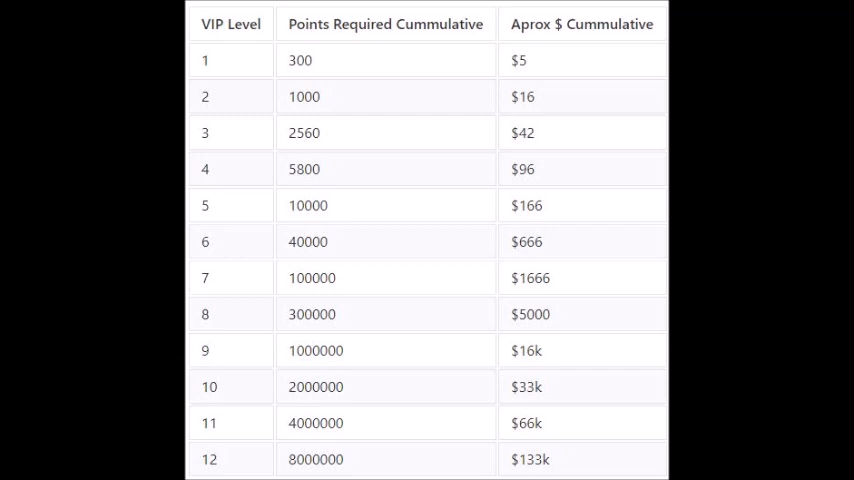 VIP Level Points Required Cummulative Aprox $ Cummulative
1 300 $5
2 1000 $16
3 2560 $42
4 5800 $96
5 10000 $166
6 40000 $666
7 100000 $1666
8 300000 $5000
9 1000000 $16k
10 2000000 $33k
11 4000000 $66k
12 8000000 $133k